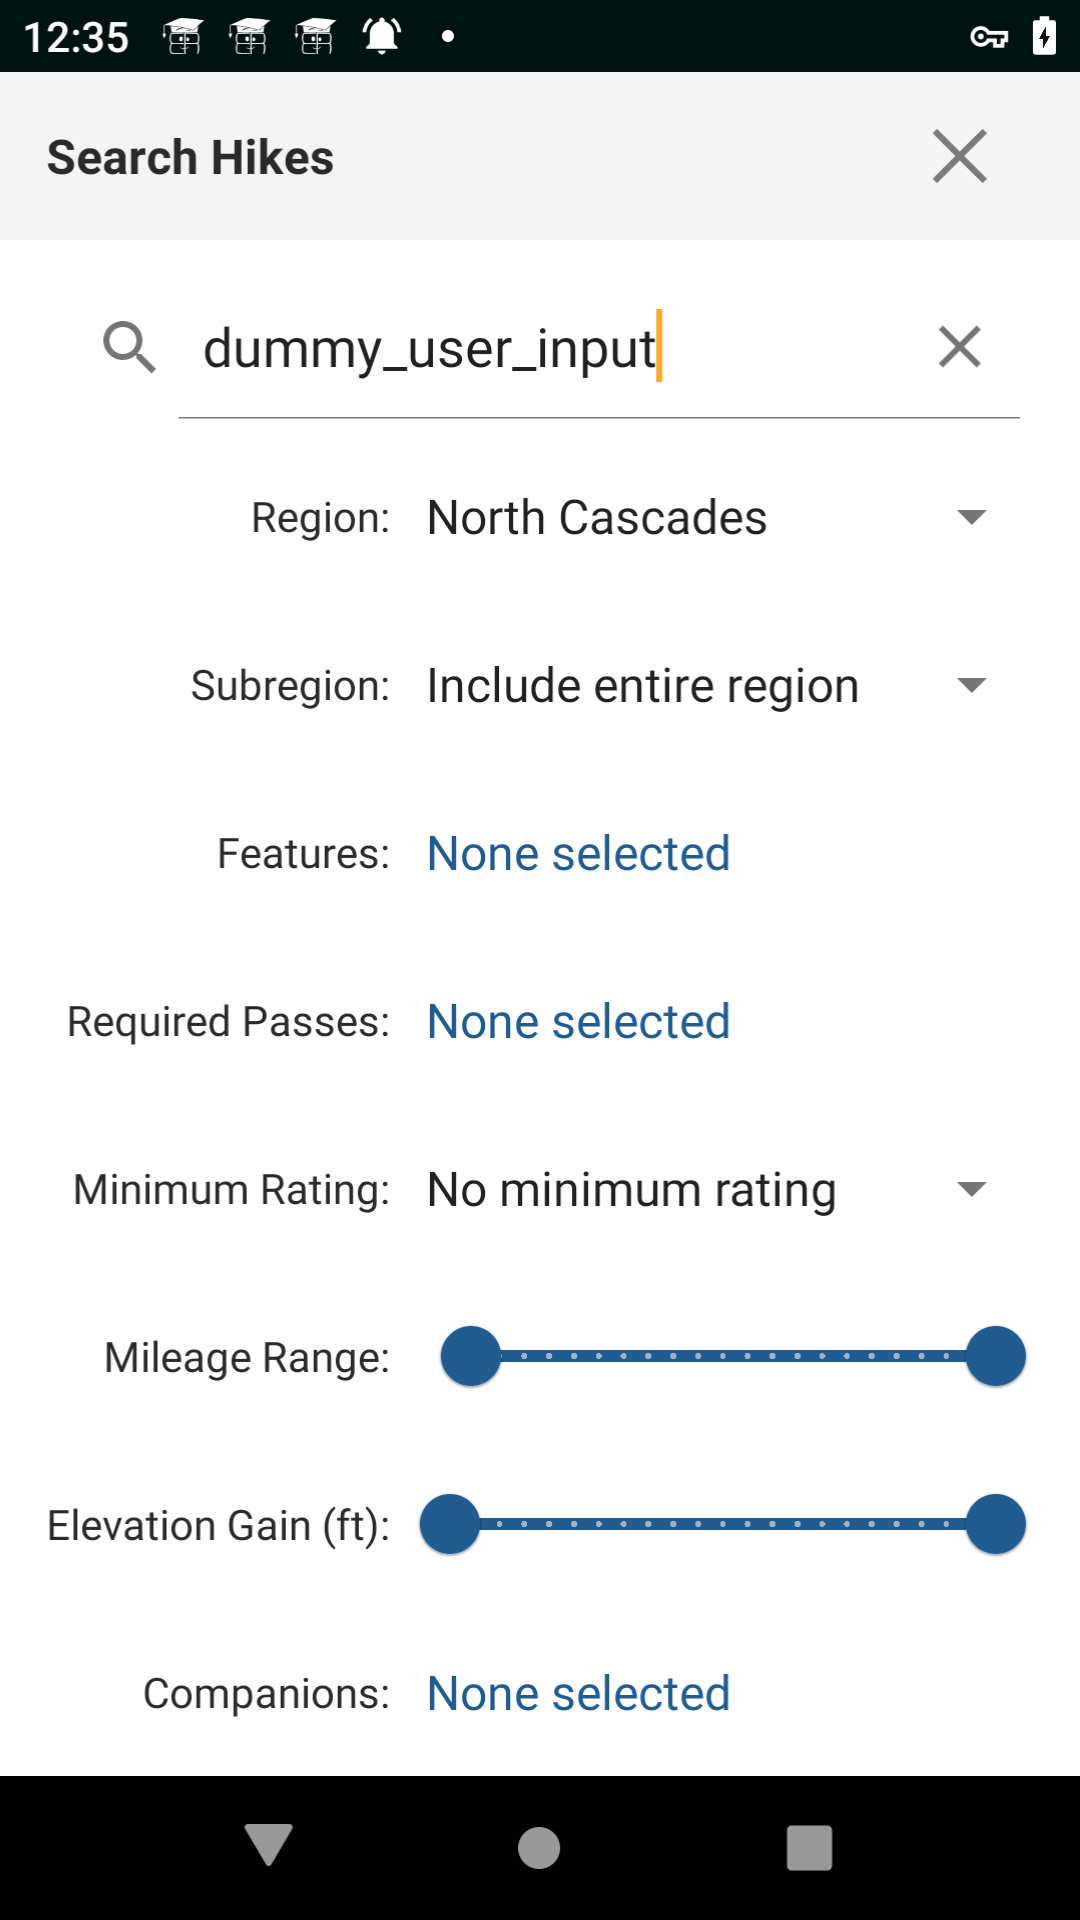 12:35
Search Hikes
dummy_user_input
Region: North Cascades
Subregion: Include entire region
Features: None selected
Required Passes: None selected
Minimum Rating: No minimum rating
Mileage Range:
Elevation Gain (ft):
Companions: None selected